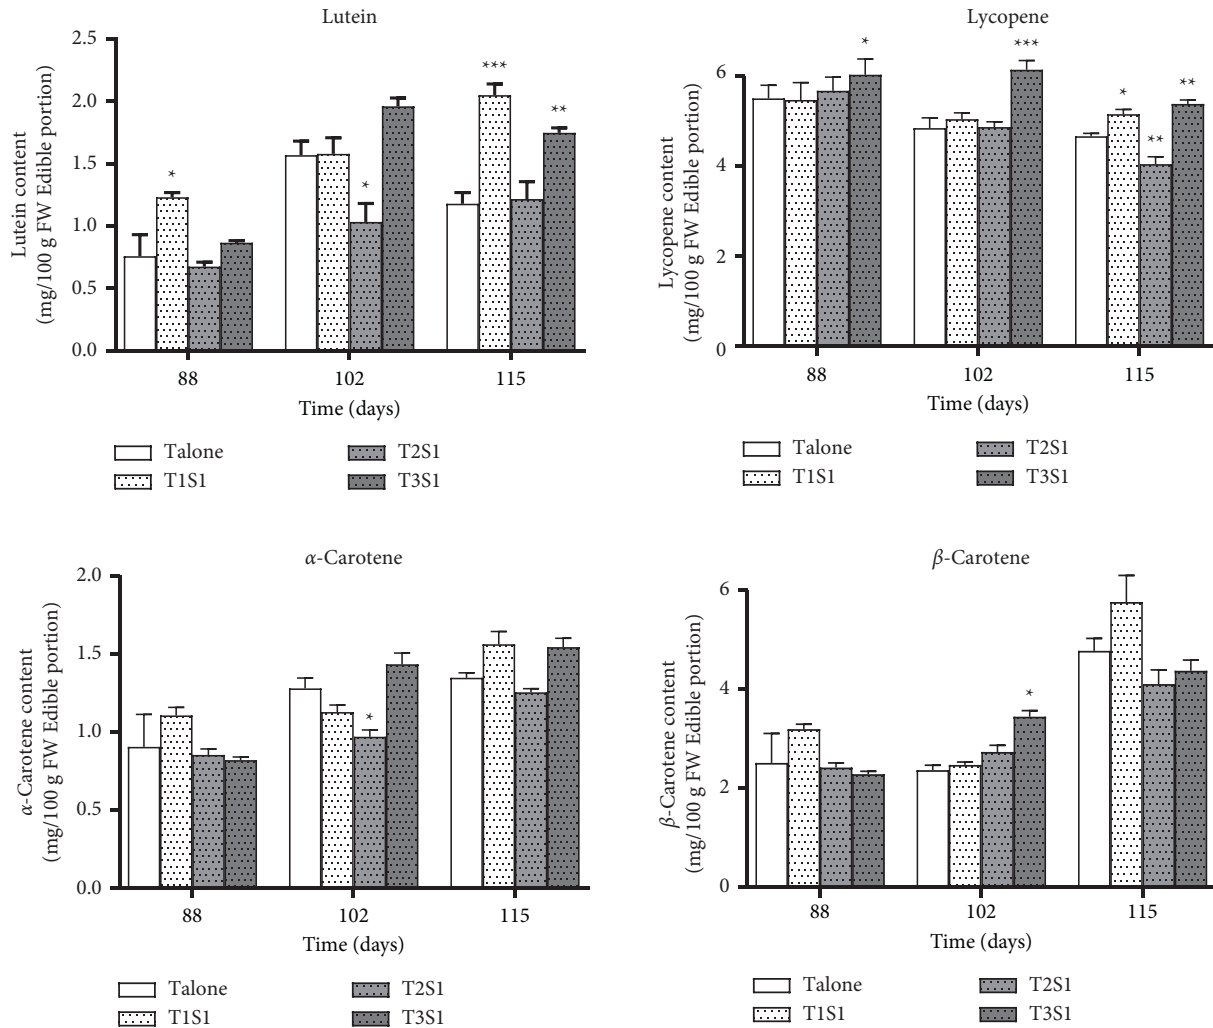 Lutein
Lutein content
(mg/100 g FW Edible portion)
2.5
2.0
1.5
1.0
0.5
0.0
*
*
***
**
88
102
115
Time (days)
Talone
T1S1
T2S1
T3S1
Lycopene
Lycopene content
(mg/100 g FW Edible portion)
6
4
2
0
*
***
*
**
**
88
102
115
Time (days)
Talone
T1S1
T2S1
T3S1
α-Carotene
α-Carotene content
(mg/100 g FW Edible portion)
2.0
1.5
1.0
0.5
0.0
*
88
102
115
Time (days)
Talone
T1S1
T2S1
T3S1
β-Carotene
β-Carotene content
(mg/100 g FW Edible portion)
6
4
2
0
*
88
102
115
Time (days)
Talone
T1S1
T2S1
T3S1